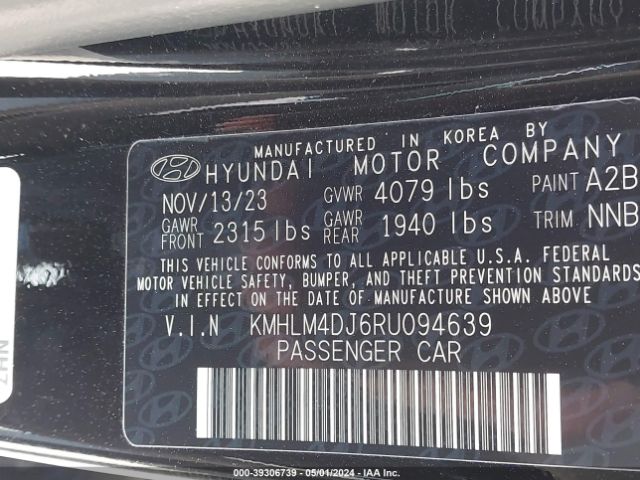 MANUFACTURED IN KOREA BY
HYUNDAI MOTOR COMPANY
NOV/13/23 GVWR 4079 lbs PAINT A2B
GAWR FRONT 2315 lbs GAWR REAR 1940 lbs TRIM NNB
THIS VEHICLE CONFORMS TO ALL APPLICABLE U.S.A. FEDERAL
MOTOR VEHICLE SAFETY, BUMPER, AND THEFT PREVENTION STANDARDS
IN EFFECT ON THE DATE OF MANUFACTURE SHOWN ABOVE
V.I.N KMHLM4DJ6RU094639
PASSENGER CAR
000-39306739 - 05/01/2024 - IAA Inc.